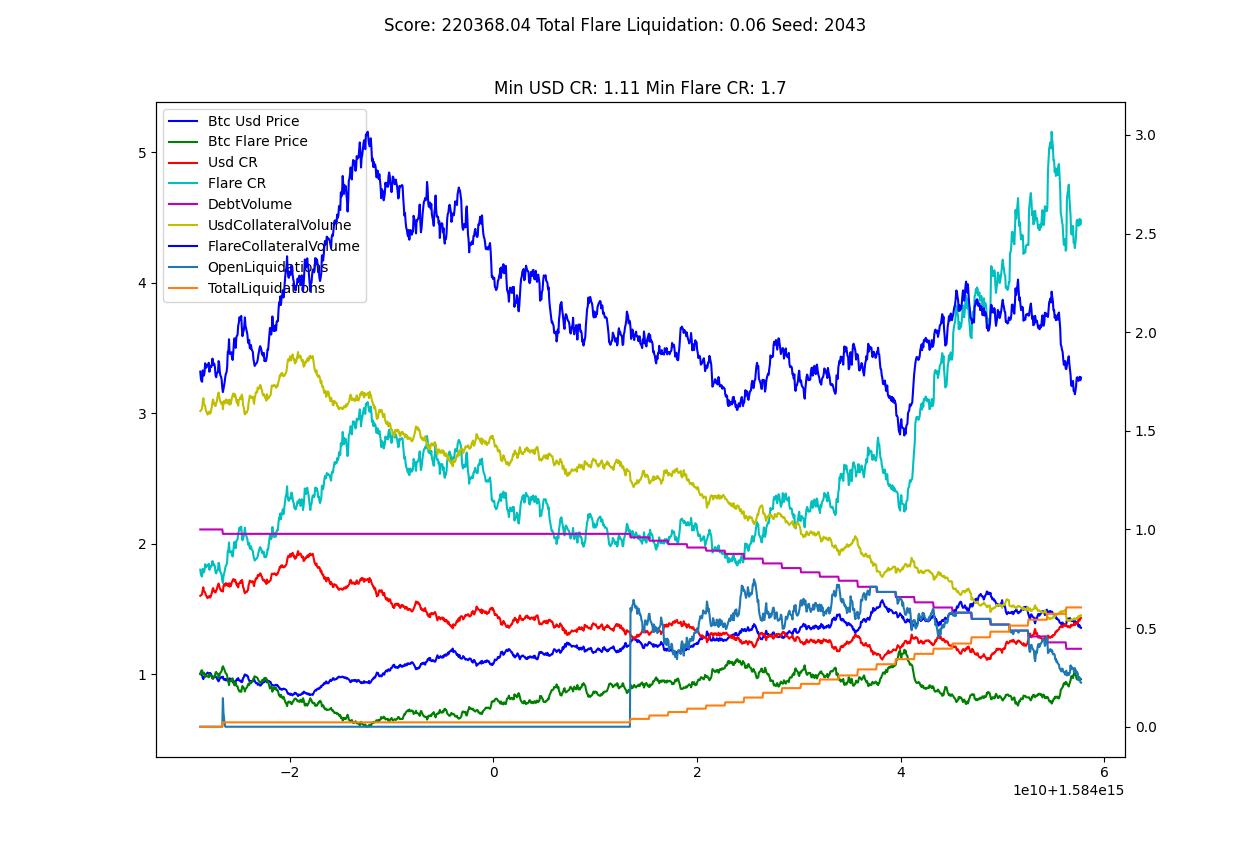 Score: 220368.04 Total Flare Liquidation: 0.06 Seed: 2043
Min USD CR: 1.11 Min Flare CR: 1.7
Btc Usd Price
Btc Flare Price
Usd CR
Flare CR
DebtVolume
UsdCollateralVolume
FlareCollateralVolume
OpenLiquidations
TotalLiquidations
5
4
3
2
1
3.0
2.5
2.0
1.5
1.0
0.5
0.0
−2 0 2 4 6
1e10+1.584e15